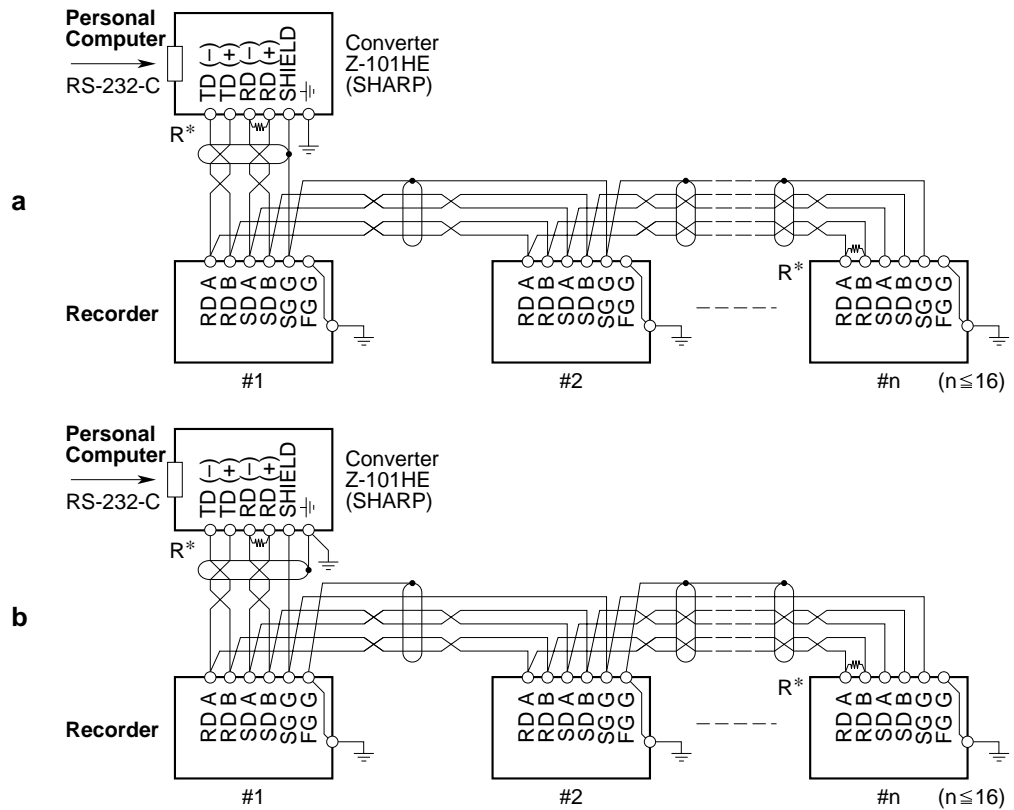 Personal
Computer
RS-232-C
TD (–)
TD (+)
RD (–)
RD (+)
SHIELD
Converter
Z-101HE
(SHARP)
R*
a
Recorder
RD A
RD B
SD A
SD B
SG G
FG G
#1
RD A
RD B
SD A
SD B
SG G
FG G
#2
R*
RD A
RD B
SD A
SD B
SG G
FG G
#n
(n≦16)
Personal
Computer
RS-232-C
TD (–)
TD (+)
RD (–)
RD (+)
SHIELD
Converter
Z-101HE
(SHARP)
R*
b
Recorder
RD A
RD B
SD A
SD B
SG G
FG G
#1
RD A
RD B
SD A
SD B
SG G
FG G
#2
R*
RD A
RD B
SD A
SD B
SG G
FG G
#n
(n≦16)